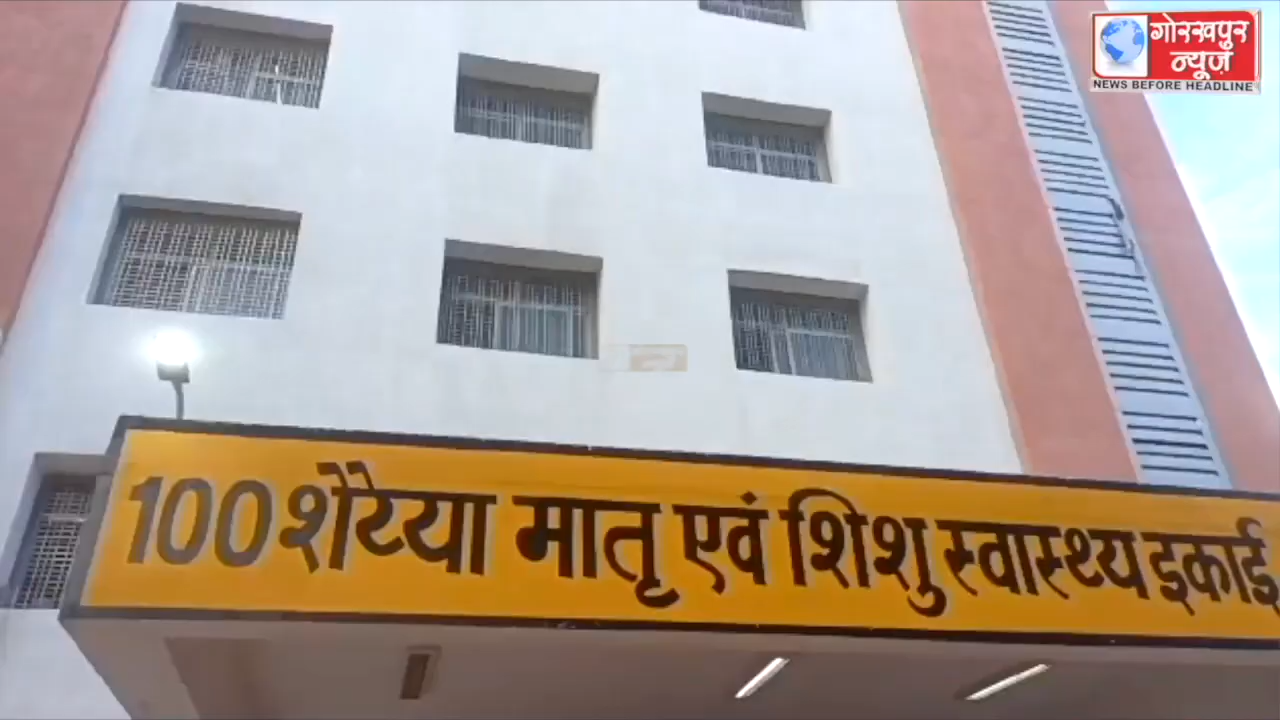 गोरखपुर
न्यूज़
NEWS BEFORE HEADLINE
100 शैय्या मातृ एवं शिशु स्वास्थ्य इकाई